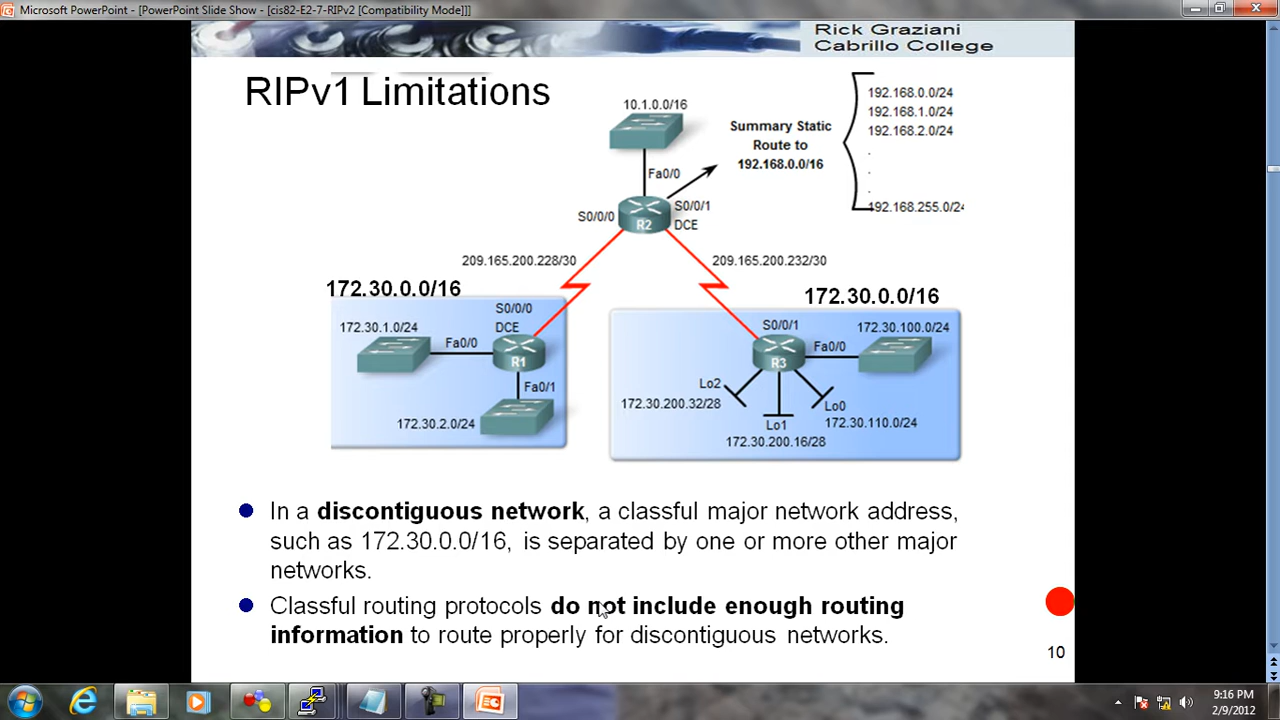 Microsoft PowerPoint - [PowerPoint Slide Show - [cis82-E2-7-RIPv2 [Compatibility Mode]]]
Rick Graziani
Cabrillo College
RIPv1 Limitations
10.1.0.0/16
Summary Static
Route to
192.168.0.0/16
192.168.0.0/24
192.168.1.0/24
192.168.2.0/24
.
.
.
192.168.255.0/24
Fa0/0
S0/0/0
R2
S0/0/1
DCE
209.165.200.228/30
209.165.200.232/30
172.30.0.0/16
172.30.0.0/16
172.30.1.0/24
Fa0/0
S0/0/0
DCE
R1
Fa0/1
172.30.2.0/24
S0/0/1
172.30.100.0/24
Fa0/0
R3
Lo2
172.30.200.32/28
Lo1
172.30.200.16/28
Lo0
172.30.110.0/24
In a discontiguous network, a classful major network address,
such as 172.30.0.0/16, is separated by one or more other major
networks.
Classful routing protocols do not include enough routing
information to route properly for discontiguous networks.
10
9:16 PM
2/9/2012